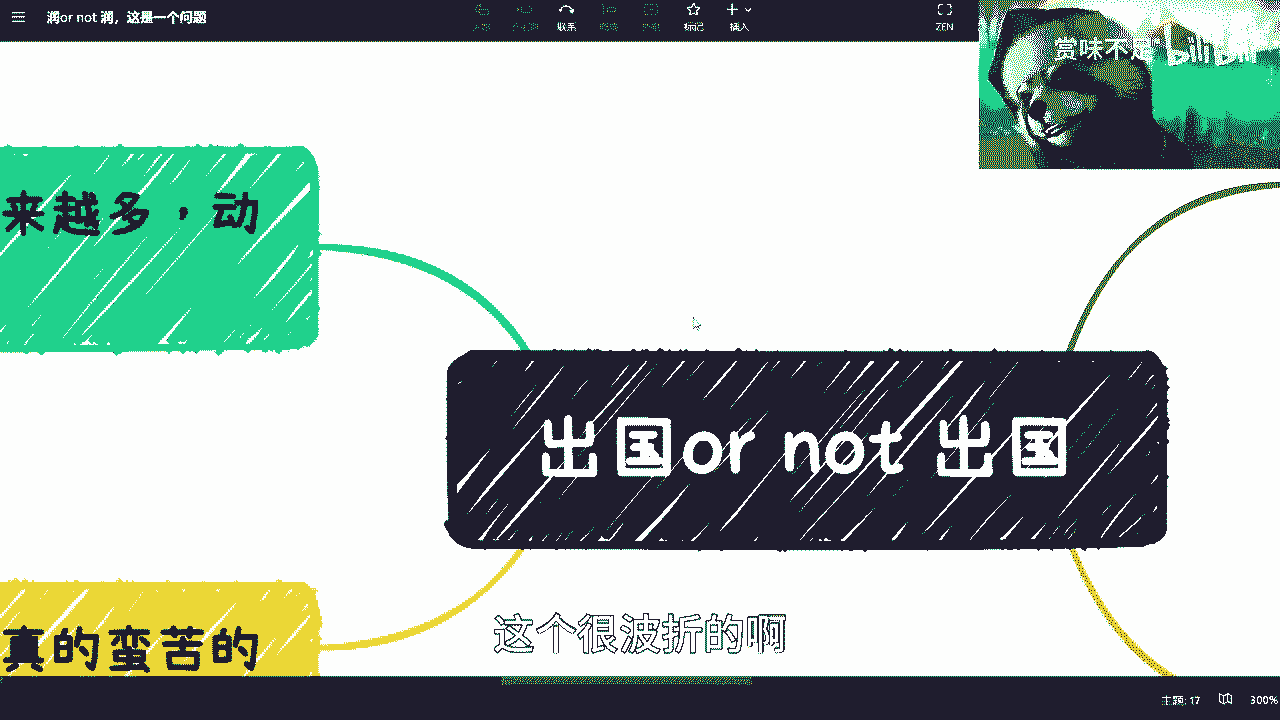 润or not 润，这是一个问题
联系
标记
插入
ZEN
赏味不足 bilibili
来越多，动
出国or not 出国
真的蛮苦的
这个很波折的啊
主题: 17
300%